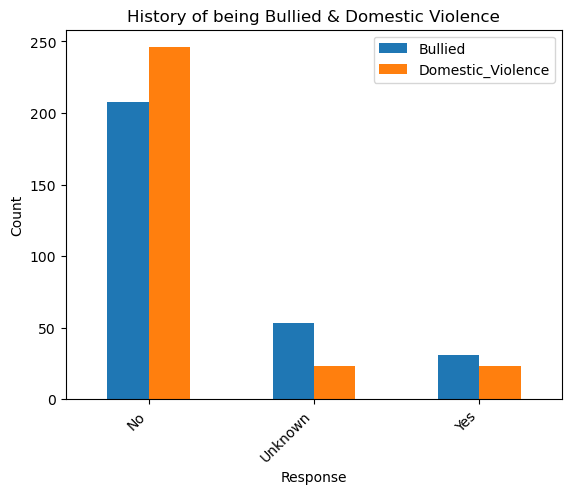 History of being Bullied & Domestic Violence
Bullied
Domestic_Violence
250
200
150
100
50
0
Count
No
Unknown
Yes
Response